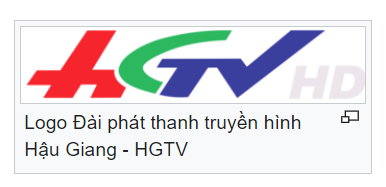 HGTV HD
Logo Đài phát thanh truyền hình
Hậu Giang - HGTV